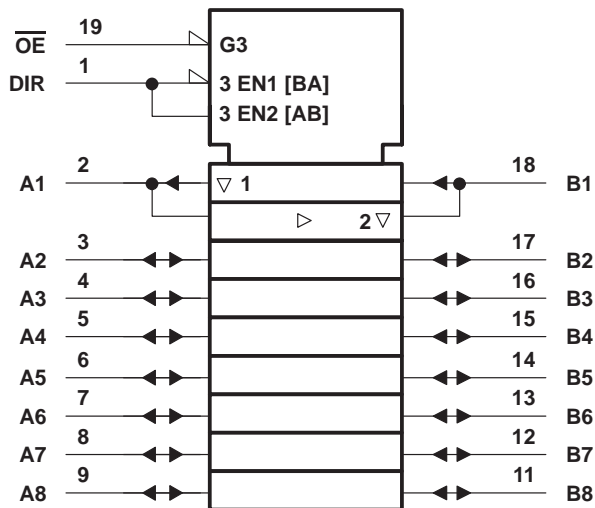 OE 19 G3
DIR 1 3 EN1 [BA]
3 EN2 [AB]
A1 2 ▽ 1 18 B1
▷ 2 ▽
A2 3 17 B2
A3 4 16 B3
A4 5 15 B4
A5 6 14 B5
A6 7 13 B6
A7 8 12 B7
A8 9 11 B8